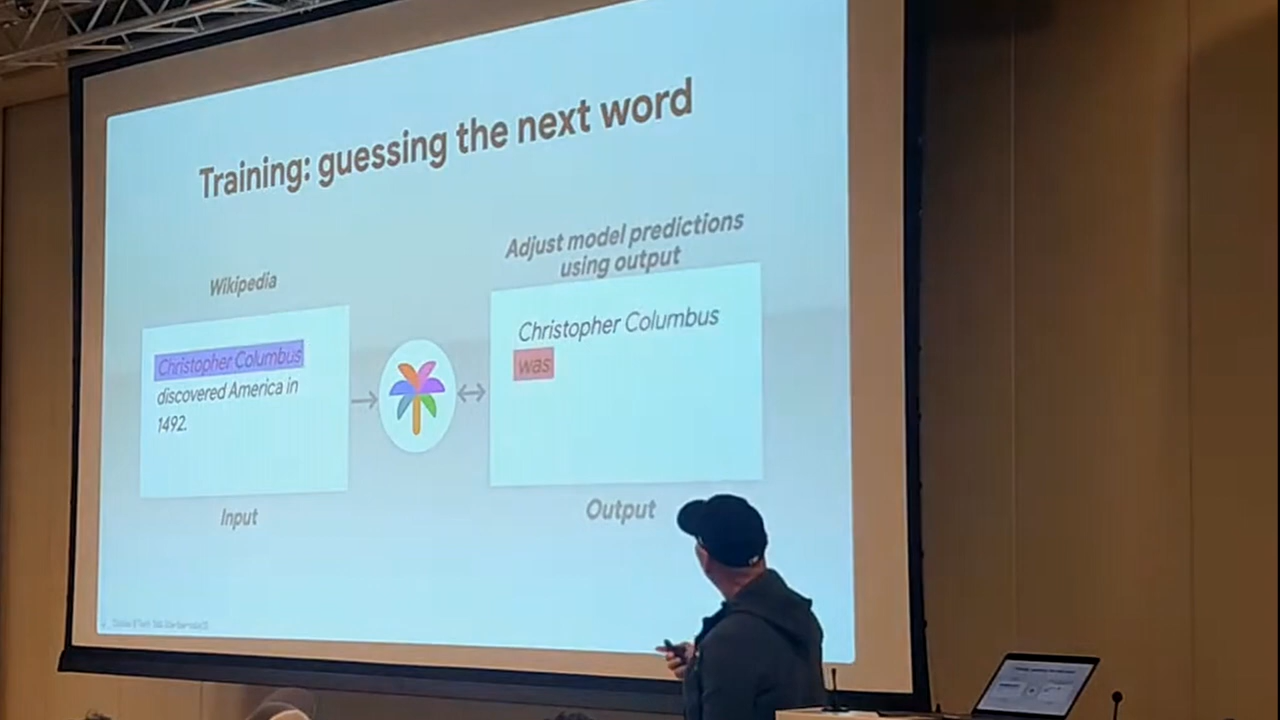 Training: guessing the next word
Wikipedia
Christopher Columbus
discovered America in
1492.
Input
Adjust model predictions
using output
Christopher Columbus
was
Output